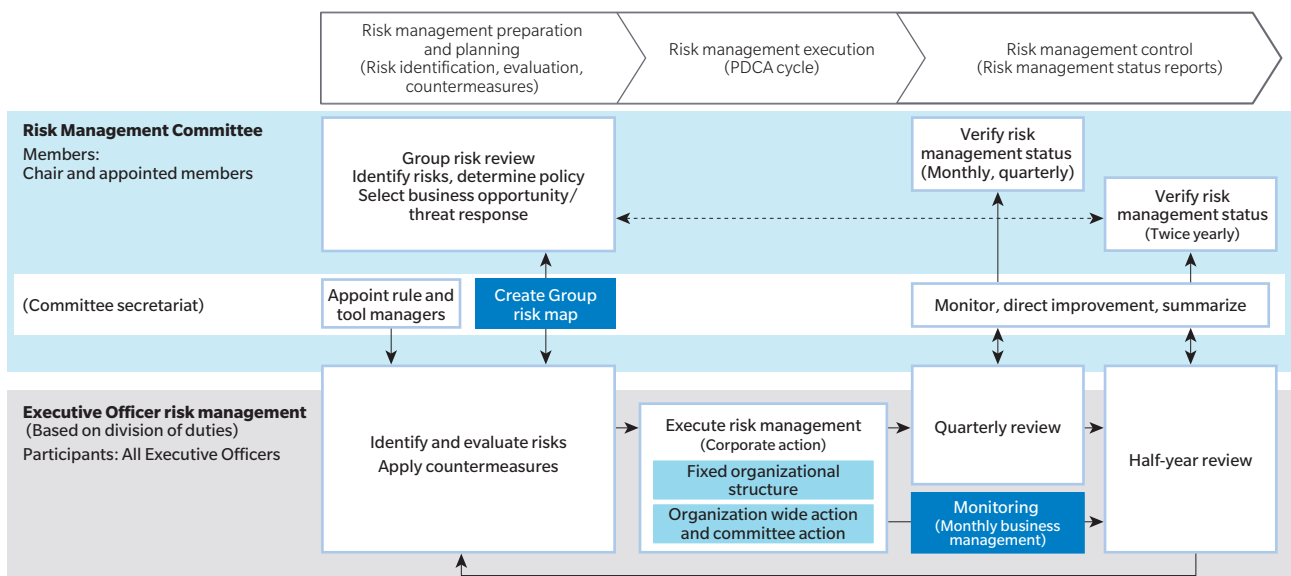 Risk management preparation
and planning
(Risk identification, evaluation,
countermeasures)
Risk management execution
(PDCA cycle)
Risk management control
(Risk management status reports)
Risk Management Committee
Members:
Chair and appointed members
Group risk review
Identify risks, determine policy
Select business opportunity/
threat response
Verify risk
management status
(Monthly, quarterly)
Verify risk
management status
(Twice yearly)
(Committee secretariat)
Appoint rule and
tool managers
Create Group
risk map
Monitor, direct improvement, summarize
Executive Officer risk management
(Based on division of duties)
Participants: All Executive Officers
Identify and evaluate risks
Apply countermeasures
Execute risk management
(Corporate action)
Fixed organizational
structure
Organization wide action
and committee action
Quarterly review
Monitoring
(Monthly business
management)
Half-year review